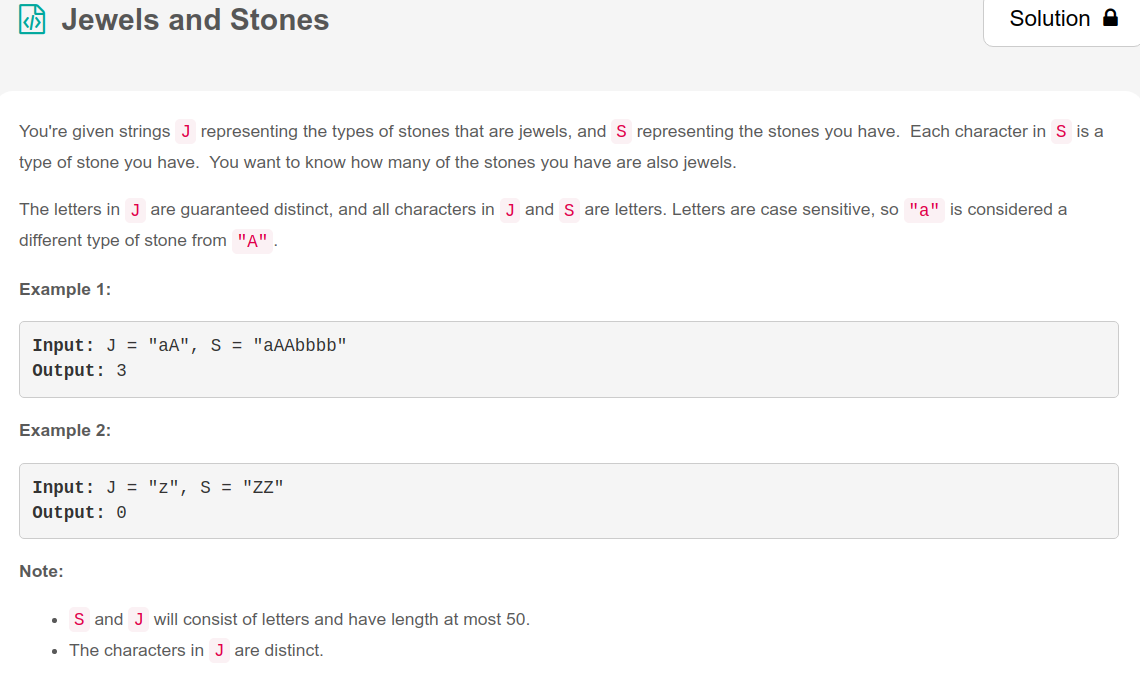 Jewels and Stones
Solution
You're given strings J representing the types of stones that are jewels, and S representing the stones you have.  Each character in S is a
type of stone you have.  You want to know how many of the stones you have are also jewels.
The letters in J are guaranteed distinct, and all characters in J and S are letters. Letters are case sensitive, so "a" is considered a
different type of stone from "A".
Example 1:
Input: J = "aA", S = "aAAbbbb"
Output: 3
Example 2:
Input: J = "z", S = "ZZ"
Output: 0
Note:
• S and J will consist of letters and have length at most 50.
• The characters in J are distinct.